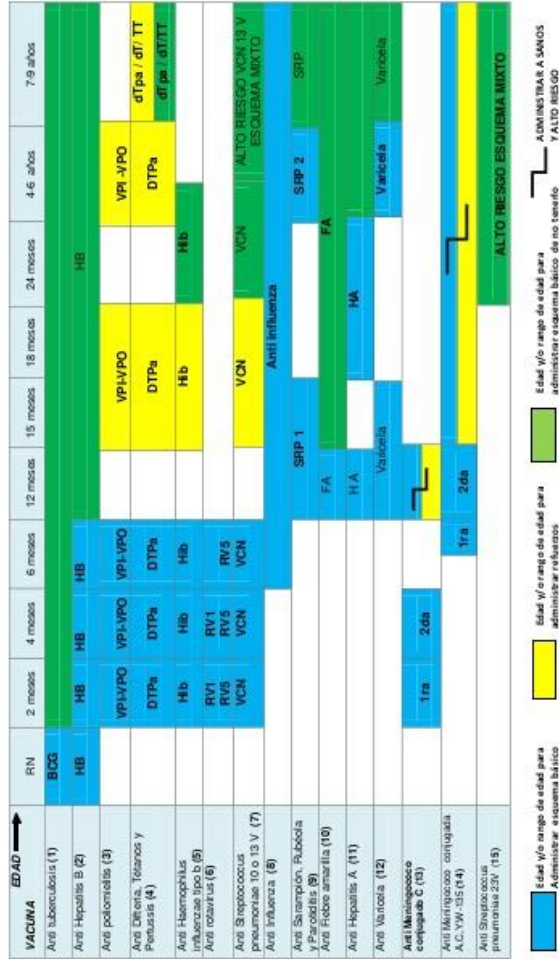 VACUNA EDAD RN 2 meses 4 meses 6 meses 12 meses 15 meses 18 meses 24 meses 4-6 años 7-9 años
Anti tuberculosis (1) BCG
Anti Hepatitis B (2) HB HB HB HB HB
Anti poliomielitis (3) VPI-VPO VPI-VPO VPI-VPO VPI-VPO VPI -VPO
Anti Difteria, Tétanos y
Pertussis (4) DTPa DTPa DTPa DTPa DTPa dTpa / dT/ TT
dTpa / dT/TT
Anti Haemophilus
influenzae tipo b (5) Hib Hib Hib Hib Hib
Anti rotavirus (6) RV1 RV1
RV5 RV5 RV5
Anti Streptococcus
pneumoniae 10 o 13 V (7) VCN VCN VCN VCN VCN ALTO RIESGO VCN 13 V
ESQUEMA MIXTO
Anti Influenza (8) Anti Influenza
Anti Sarampión, Rubéola
y Parotiditis (9) SRP 1 SRP 2 SRP
Anti Fiebre amarilla (10) FA FA
Anti Hepatitis A (11) H A HA
Anti Varicela (12) Varicela Varicela Varicela
Anti Meningococo
conjugado C (13) 1ra 2da
Anti Meningococo conjugada
A,C,Y,W-135 (14) 1ra 2da
Anti Streptococcus
pneumoniae 23V (15) ALTO RIESGO ESQUEMA MIXTO
Edad y/o rango de edad para
Administrar esquema básico
Edad y/ o rango de edad para
administrar refuerzos
Edad y/o rango de edad para
administrar esquema básico de no tenerlo
ADMINISTRAR A SANOS
Y ALTO RIESGO